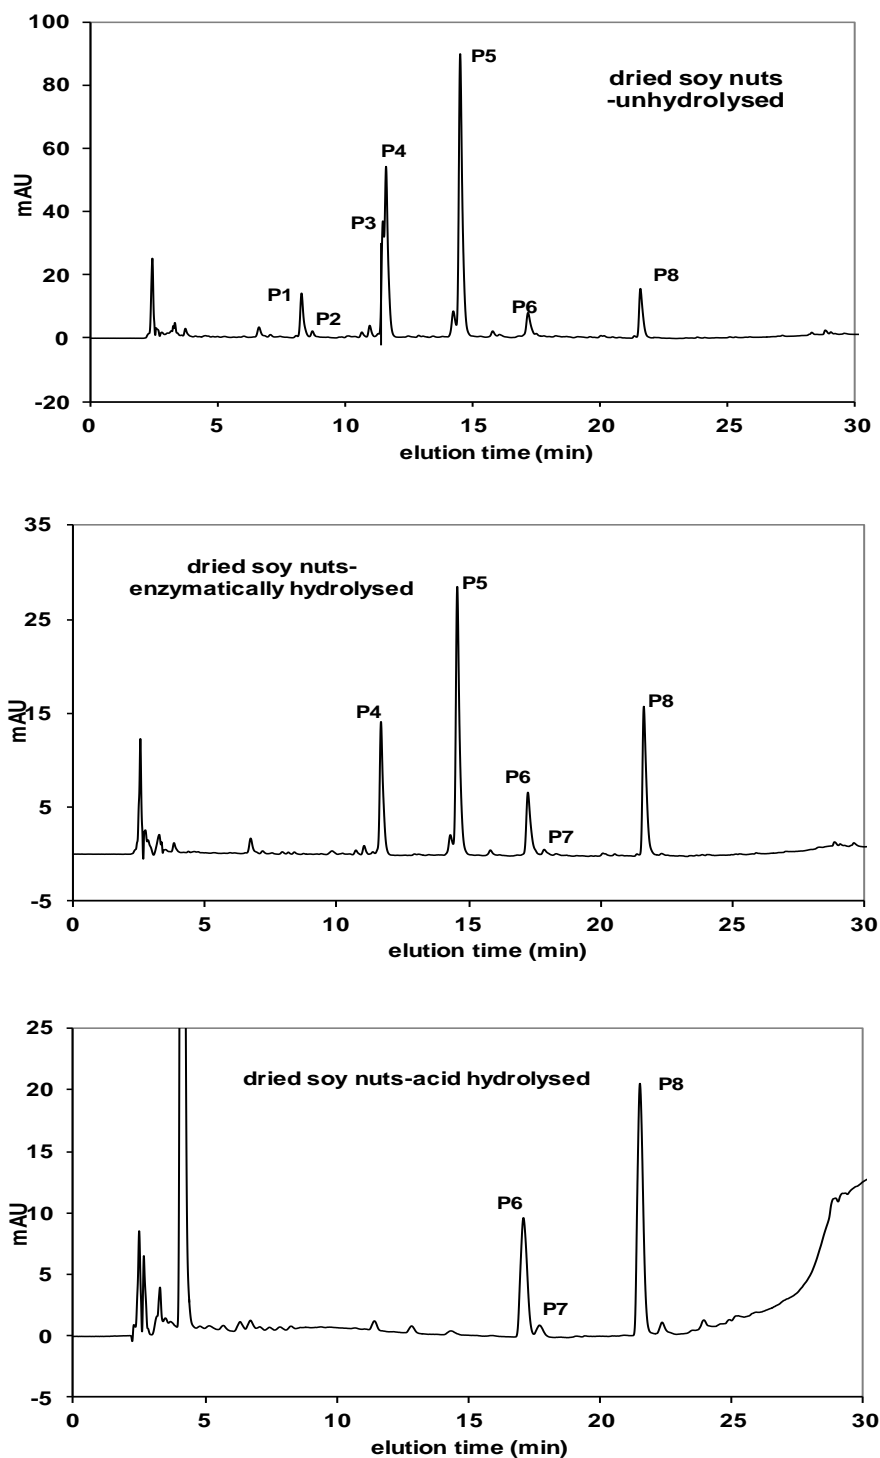 100
80
60
40
20
0
-20
mAU
P1
P2
P3
P4
P5
P6
P8
dried soy nuts
-unhydrolysed
0 5 10 15 20 25 30
elution time (min)
35
25
15
5
-5
mAU
dried soy nuts-
enzymatically hydrolysed
P4
P5
P6
P7
P8
0 5 10 15 20 25 30
elution time (min)
25
20
15
10
5
0
-5
mAU
dried soy nuts-acid hydrolysed
P6
P7
P8
0 5 10 15 20 25 30
elution time (min)